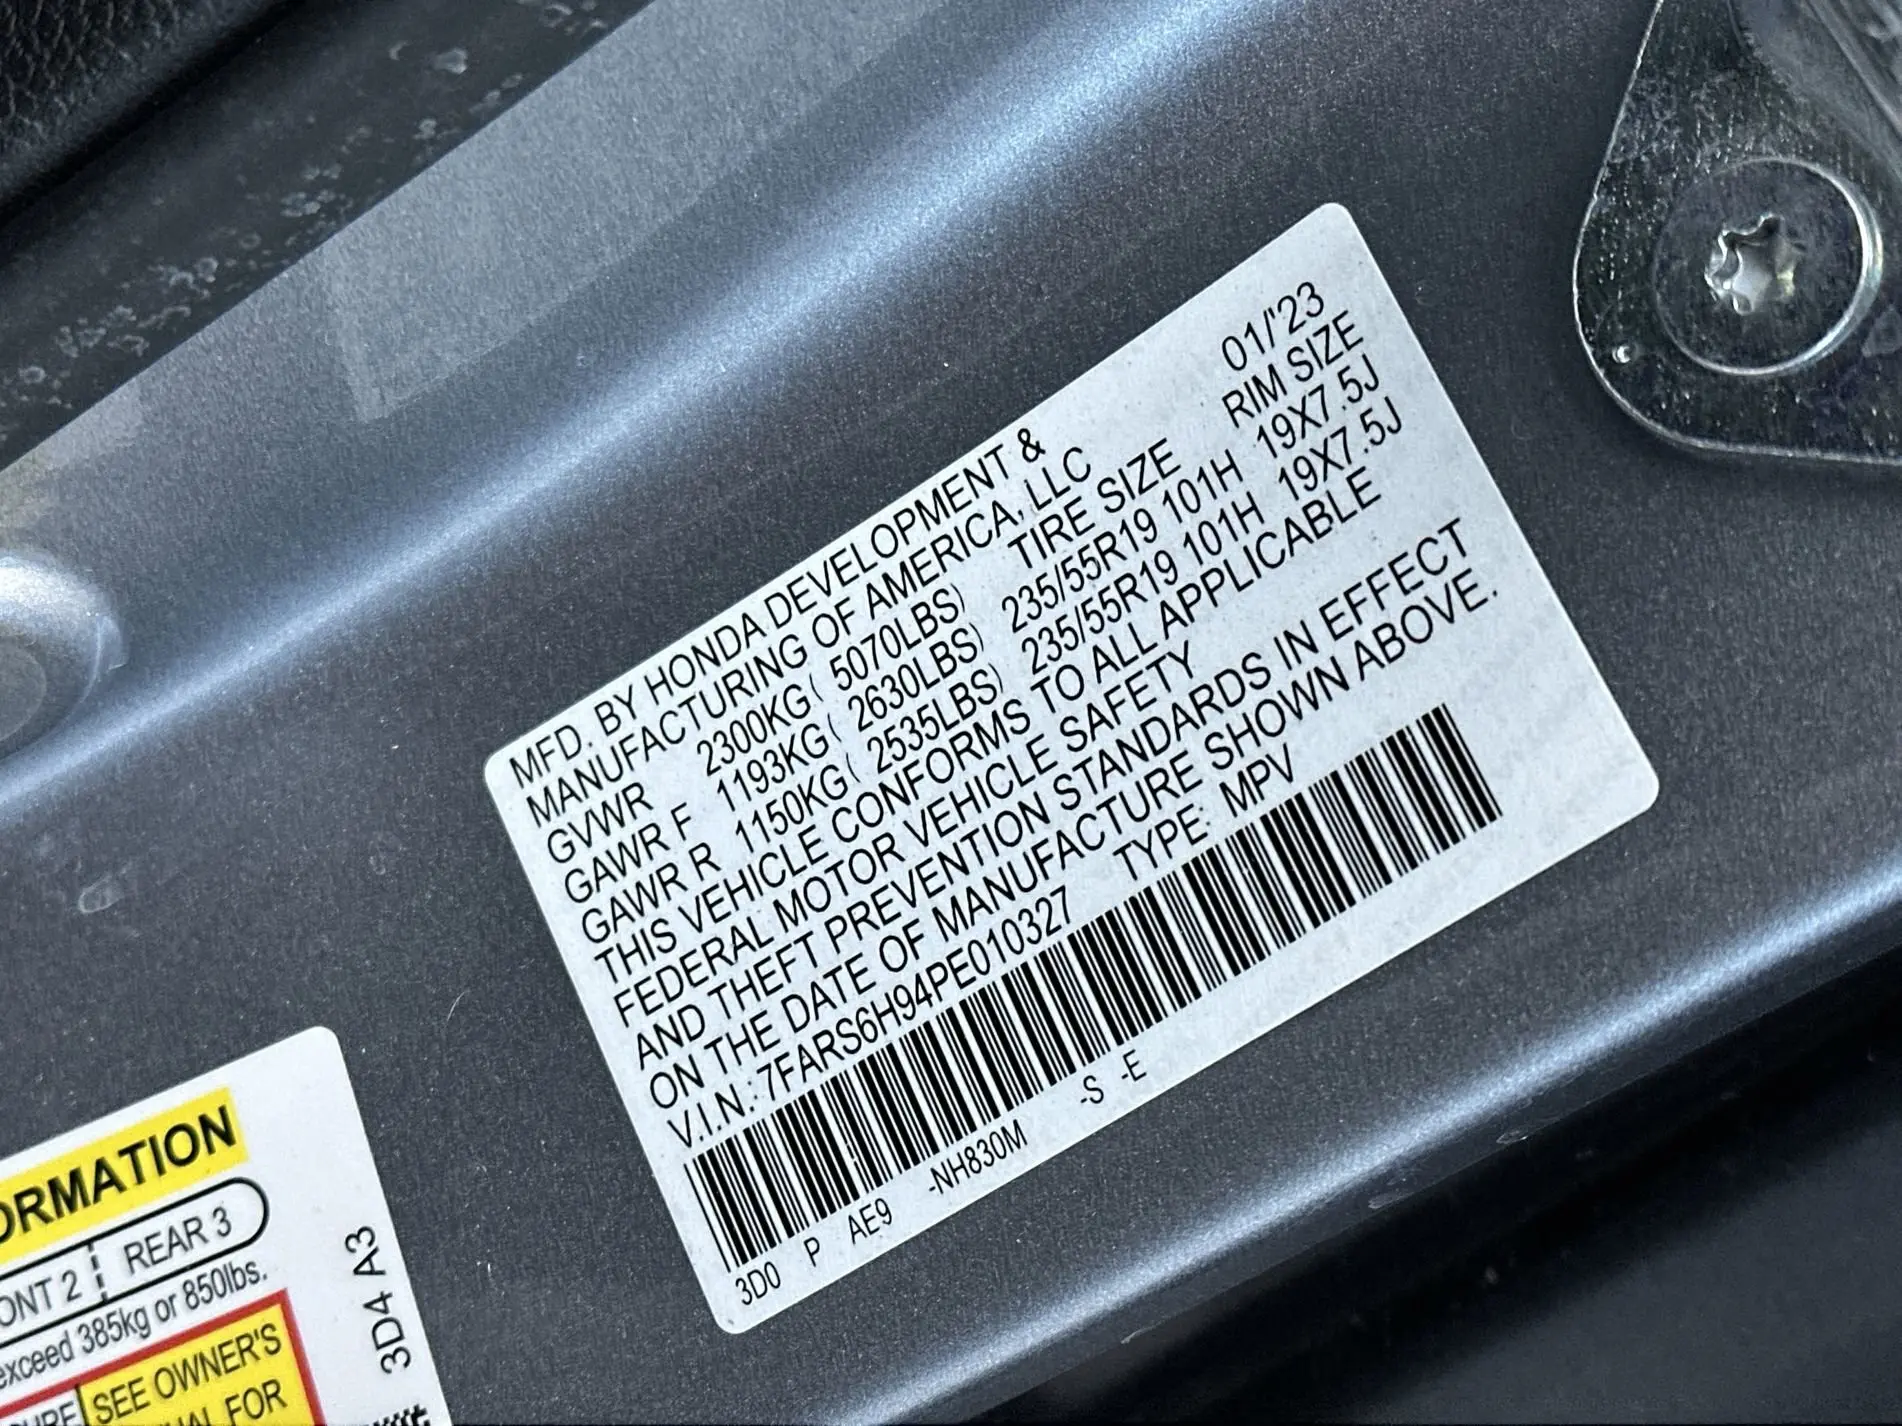 MFD. BY HONDA DEVELOPMENT &
MANUFACTURING OF AMERICA, LLC 01/'23
GVWR 2300KG( 5070LBS) TIRE SIZE RIM SIZE
GAWR F 1193KG( 2630LBS) 235/55R19 101H 19X7.5J
GAWR R 1150KG( 2535LBS) 235/55R19 101H 19X7.5J
THIS VEHICLE CONFORMS TO ALL APPLICABLE
FEDERAL MOTOR VEHICLE SAFETY
AND THEFT PREVENTION STANDARDS IN EFFECT
ON THE DATE OF MANUFACTURE SHOWN ABOVE.
V.I.N.:7FARS6H94PE010327 TYPE: MPV
3D0 P AE9 -NH830M -S -E
ORMATION
ONT 2 REAR 3
exceed 385kg or 850lbs.
SEE OWNER'S
FOR
3D4 A3